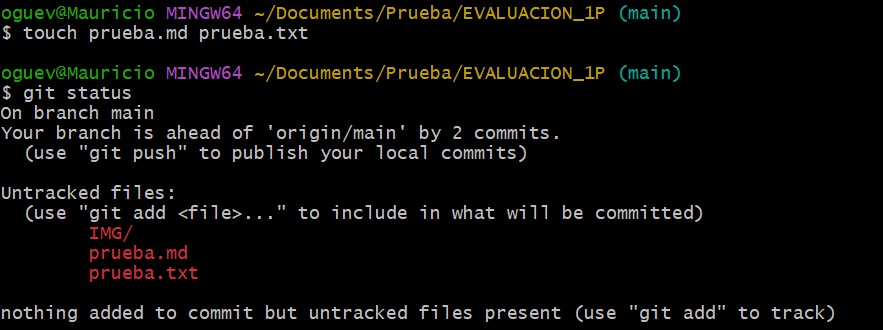 oguev@Mauricio MINGW64 ~/Documents/Prueba/EVALUACION_1P (main)
$ touch prueba.md prueba.txt
oguev@Mauricio MINGW64 ~/Documents/Prueba/EVALUACION_1P (main)
$ git status
On branch main
Your branch is ahead of 'origin/main' by 2 commits.
(use "git push" to publish your local commits)
Untracked files:
(use "git add <file>..." to include in what will be committed)
IMG/
prueba.md
prueba.txt
nothing added to commit but untracked files present (use "git add" to track)